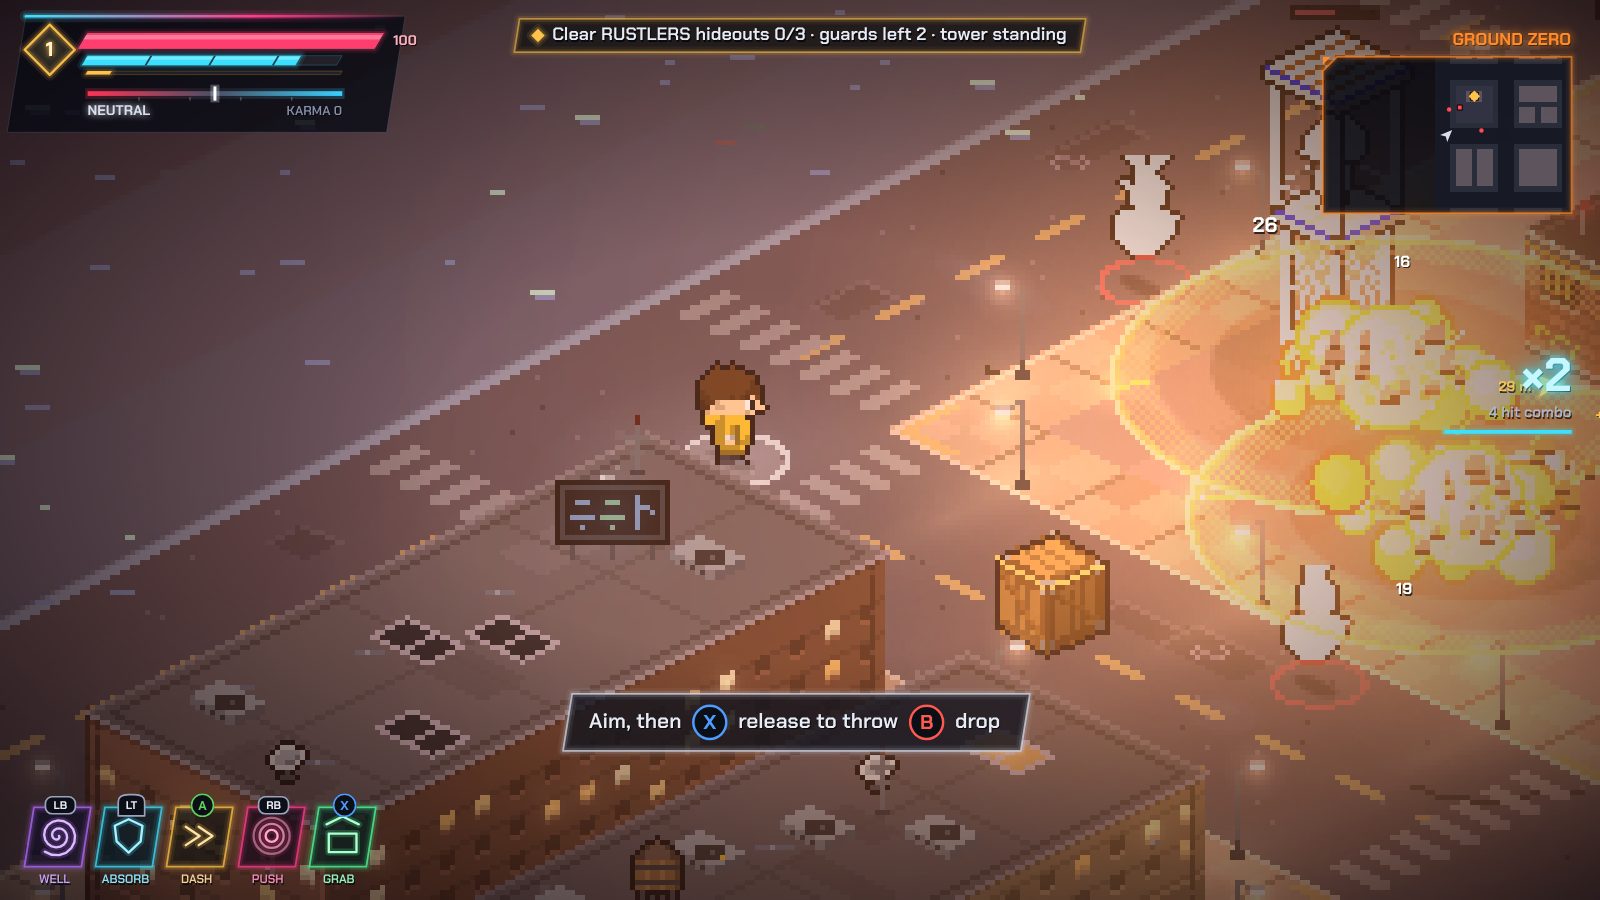 1
100
NEUTRAL
KARMA 0
Clear RUSTLERS hideouts 0/3 · guards left 2 · tower standing
GROUND ZERO
26
16
×2
4 hit combo
19
Aim, then X release to throw B drop
LB
LT
A
RB
X
WELL
ABSORB
DASH
PUSH
GRAB